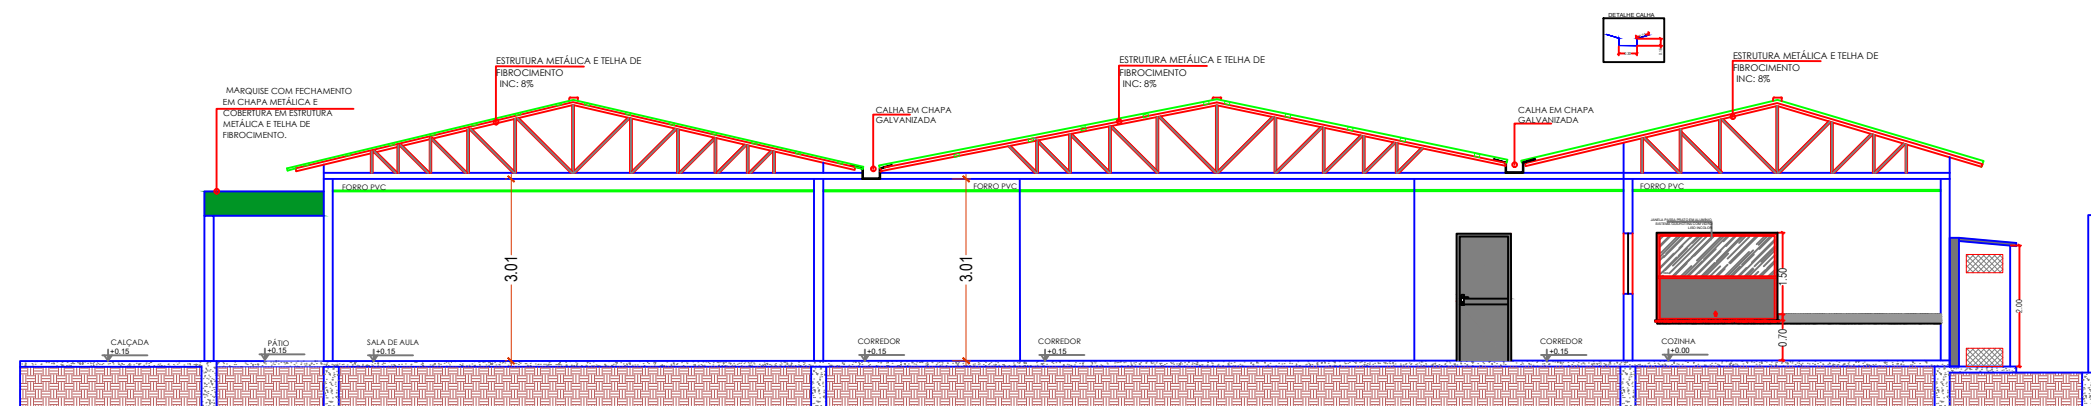 DETALHE CALHA
ESTRUTURA METÁLICA E TELHA DE
FIBROCIMENTO
INC: 8%
ESTRUTURA METÁLICA E TELHA DE
FIBROCIMENTO
INC: 8%
ESTRUTURA METÁLICA E TELHA DE
FIBROCIMENTO
INC: 8%
MARQUISE COM FECHAMENTO
EM CHAPA METÁLICA E
COBERTURA EM ESTRUTURA
METÁLICA E TELHA DE
FIBROCIMENTO.
CALHA EM CHAPA
GALVANIZADA
CALHA EM CHAPA
GALVANIZADA
FORRO PVC
FORRO PVC
FORRO PVC
3.01
3.01
1.50
0.70
2.00
CALÇADA
+0.15
PÁTIO
+0.15
SALA DE AULA
+0.15
CORREDOR
+0.15
CORREDOR
+0.15
CORREDOR
+0.15
COZINHA
+0.00